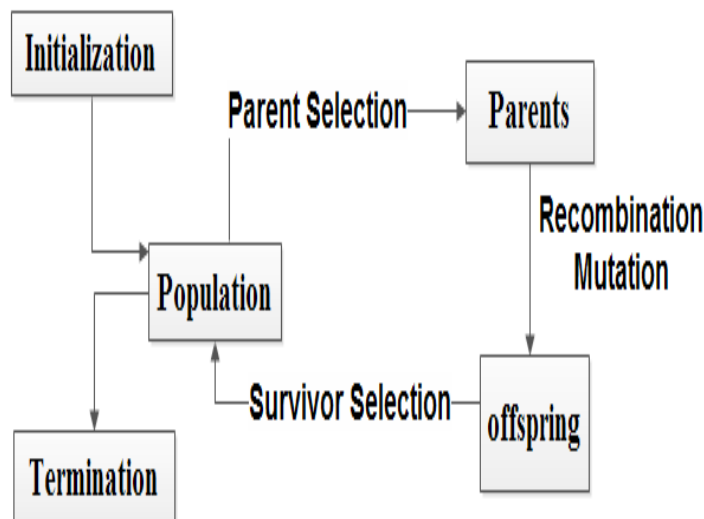 Initialization
Parent Selection
Parents
Recombination
Mutation
Population
Survivor Selection
offspring
Termination